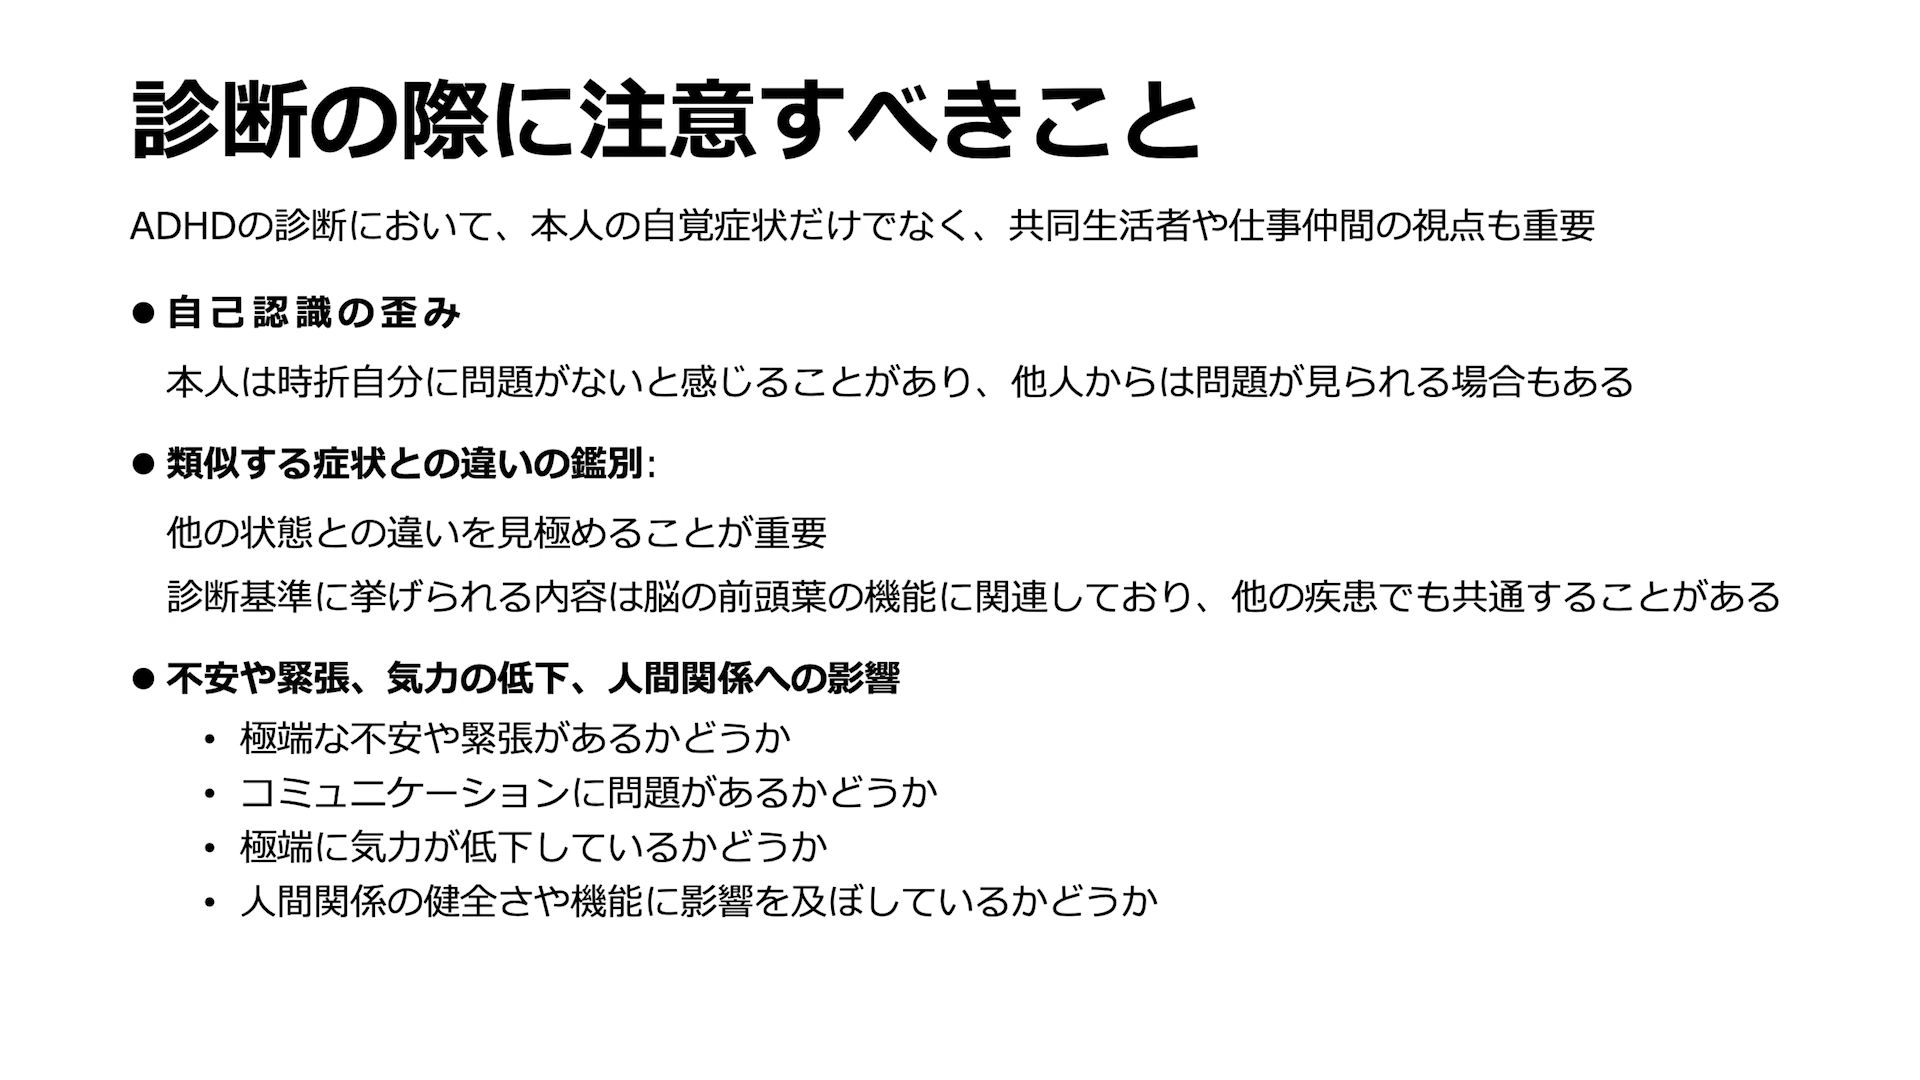 診断の際に注意すべきこと
ADHDの診断において、本人の自覚症状だけでなく、共同生活者や仕事仲間の視点も重要
● 自己認識の歪み
本人は時折自分に問題がないと感じることがあり、他人からは問題が見られる場合もある
● 類似する症状との違いの鑑別:
他の状態との違いを見極めることが重要
診断基準に挙げられる内容は脳の前頭葉の機能に関連しており、他の疾患でも共通することがある
● 不安や緊張、気力の低下、人間関係への影響
• 極端な不安や緊張があるかどうか
• コミュニケーションに問題があるかどうか
• 極端に気力が低下しているかどうか
• 人間関係の健全さや機能に影響を及ぼしているかどうか